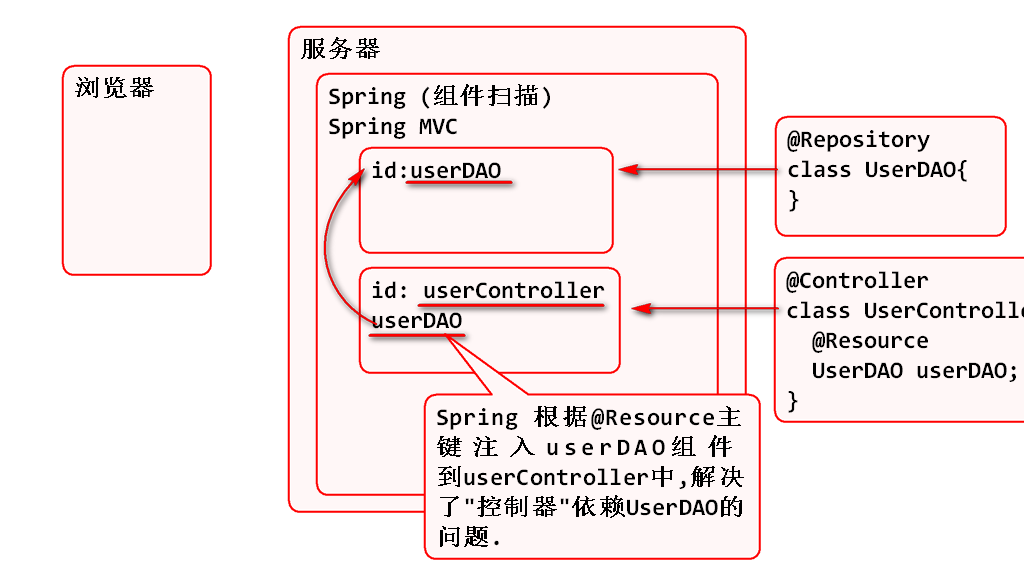 浏览器
服务器
Spring (组件扫描)
Spring MVC
id:userDAO
id: userController
userDAO
@Repository
class UserDAO{
}
@Controller
class UserControlle
@Resource
UserDAO userDAO;
}
Spring 根据@Resource主
键注入userDAO组件
到userController中,解决
了"控制器"依赖UserDAO的
问题.